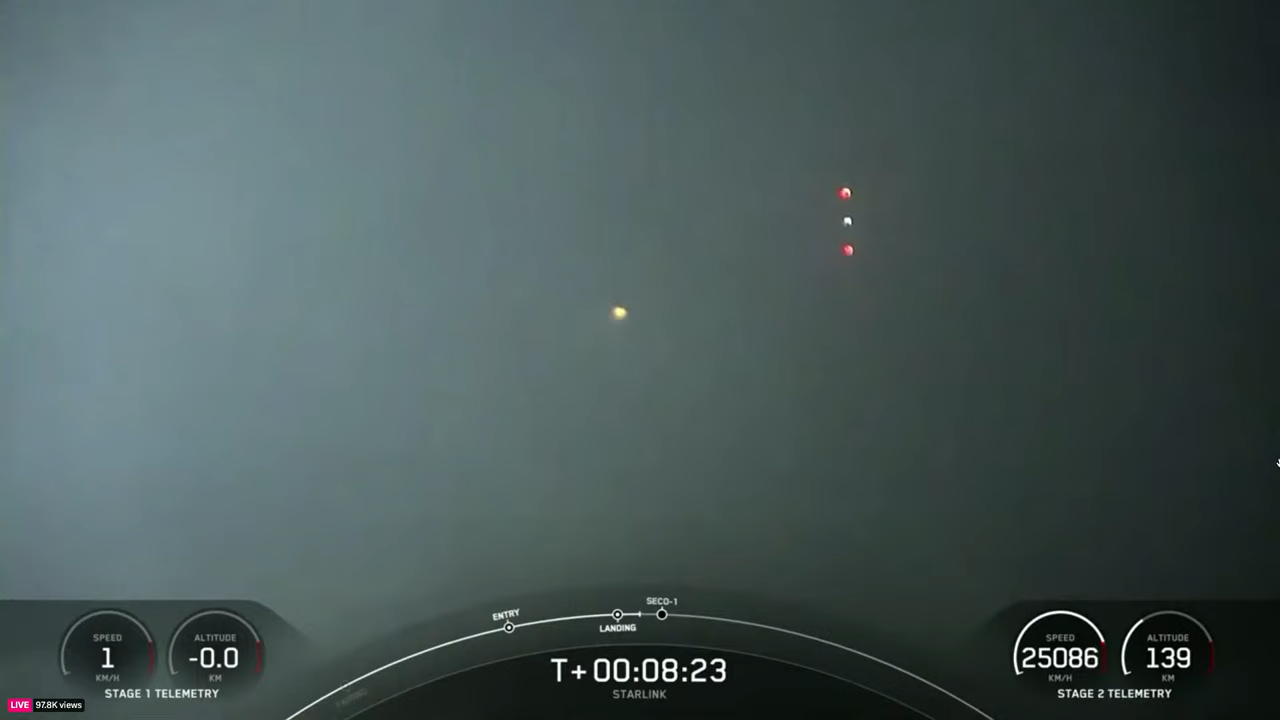 ENTRY
SECO-1
LANDING
T+00:08:23
STARLINK
SPEED
1
KM/H
ALTITUDE
-0.0
KM
STAGE 1 TELEMETRY
SPEED
25086
KM/H
ALTITUDE
139
KM
STAGE 2 TELEMETRY
FAIRING
LIVE 97.8K views